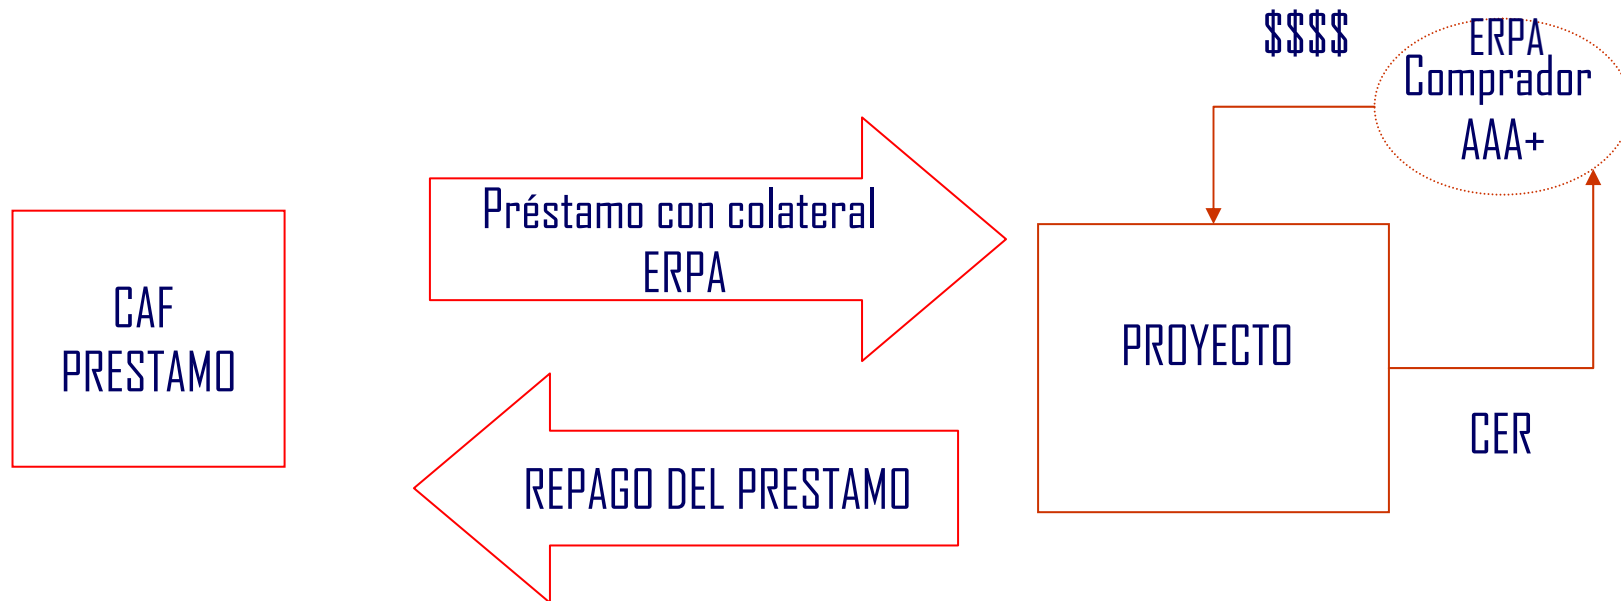 $$$$
ERPA
Comprador
AAA+
Préstamo con colateral
ERPA
CAF
PRESTAMO
PROYECTO
CER
REPAGO DEL PRESTAMO